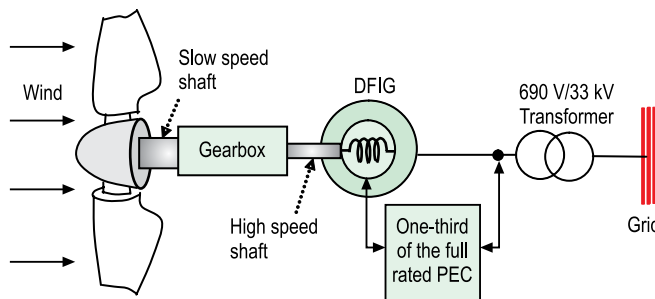 Slow speed
shaft
Wind
DFIG
690 V/33 kV
Transformer
Gearbox
High speed
shaft
One-third
of the full
rated PEC
Grid